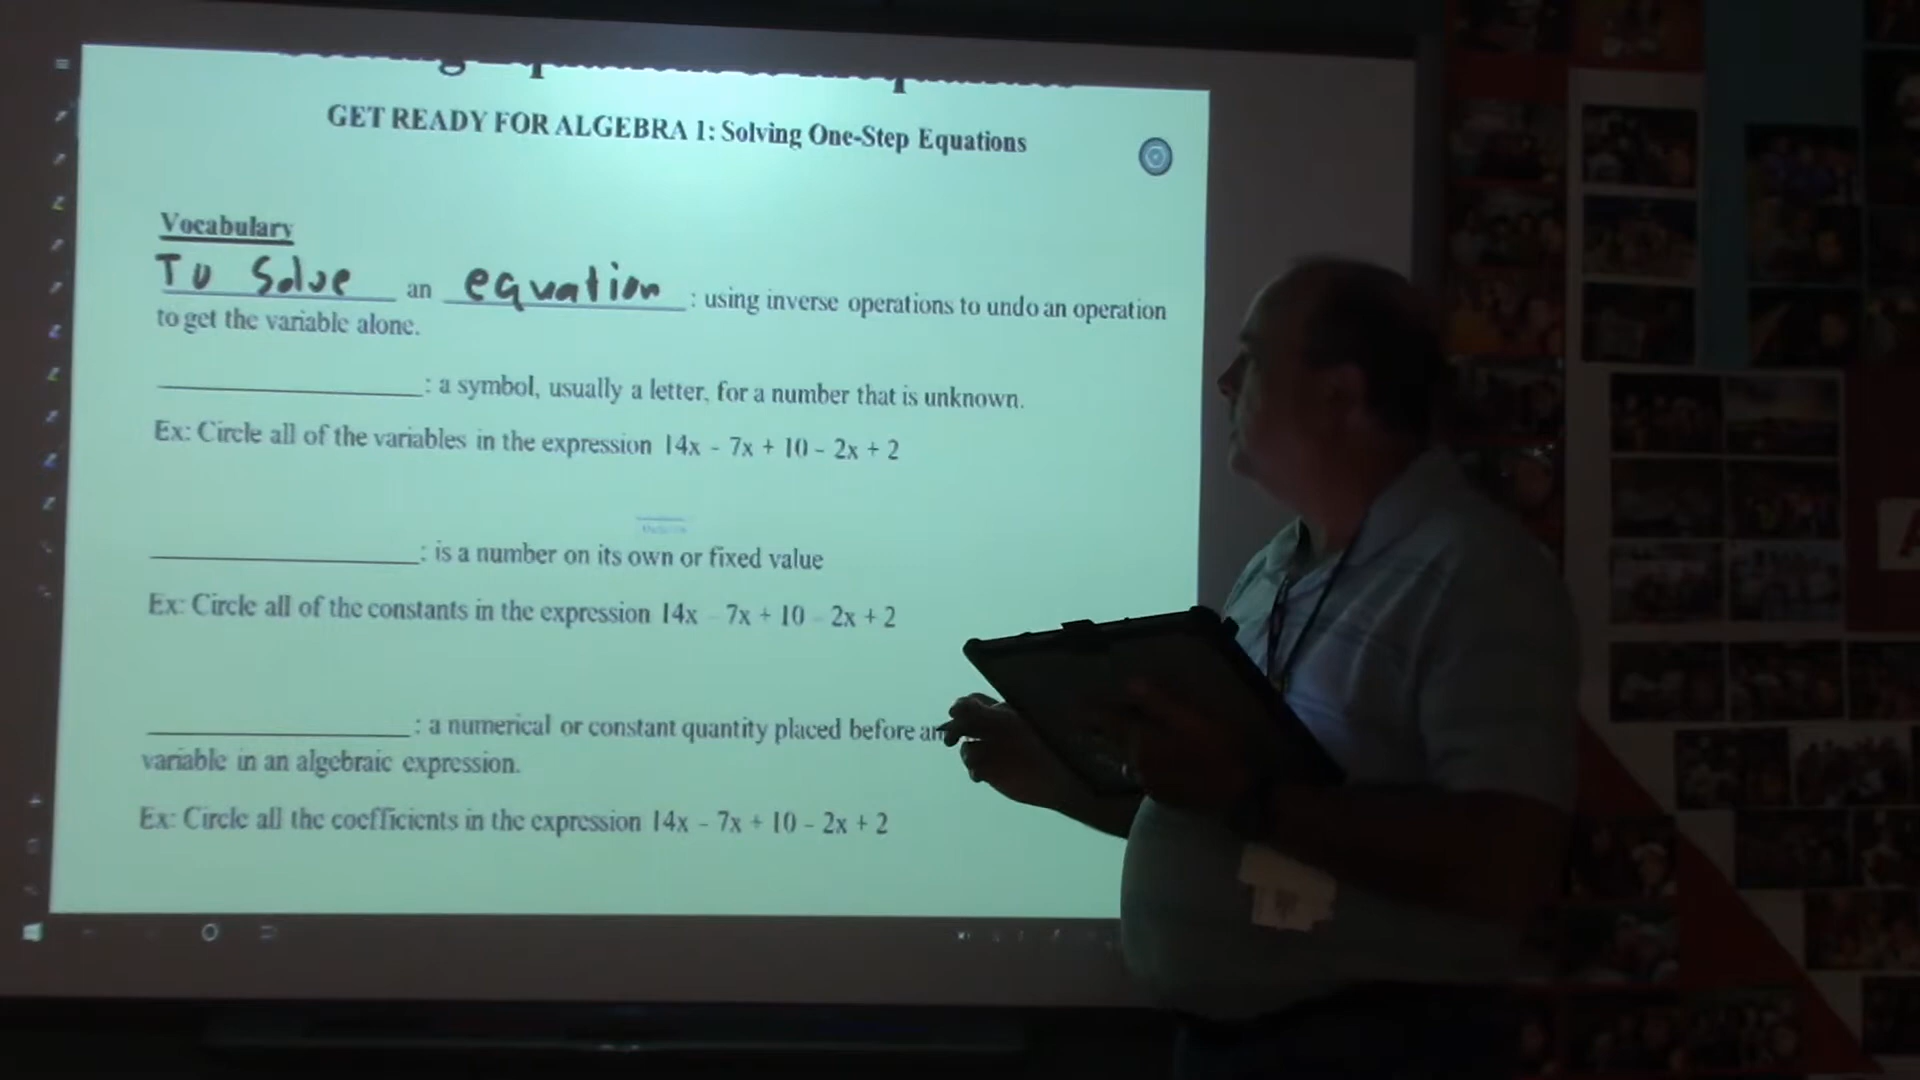 GET READY FOR ALGEBRA 1: Solving One-Step Equations
Vocabulary
To Solve an equation : using inverse operations to undo an operation
to get the variable alone.
: a symbol, usually a letter, for a number that is unknown.
Ex: Circle all of the variables in the expression 14x - 7x + 10 - 2x + 2
: is a number on its own or fixed value
Ex: Circle all of the constants in the expression 14x - 7x + 10 - 2x + 2
: a numerical or constant quantity placed before
variable in an algebraic expression.
Ex: Circle all the coefficients in the expression 14x - 7x + 10 - 2x + 2